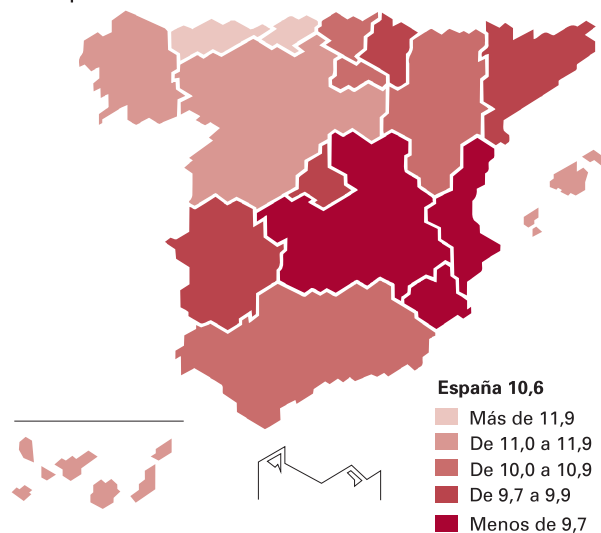 España 10,6
Más de 11,9
De 11,0 a 11,9
De 10,0 a 10,9
De 9,7 a 9,9
Menos de 9,7